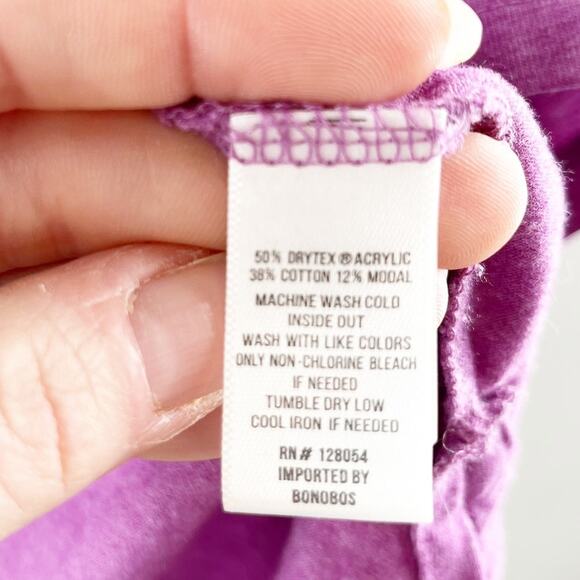 50% DRYTEX ® ACRYLIC
38% COTTON 12% MODAL
MACHINE WASH COLD
INSIDE OUT
WASH WITH LIKE COLORS
ONLY NON-CHLORINE BLEACH
IF NEEDED
TUMBLE DRY LOW
COOL IRON IF NEEDED
RN# 128054
IMPORTED BY
BONOBOS